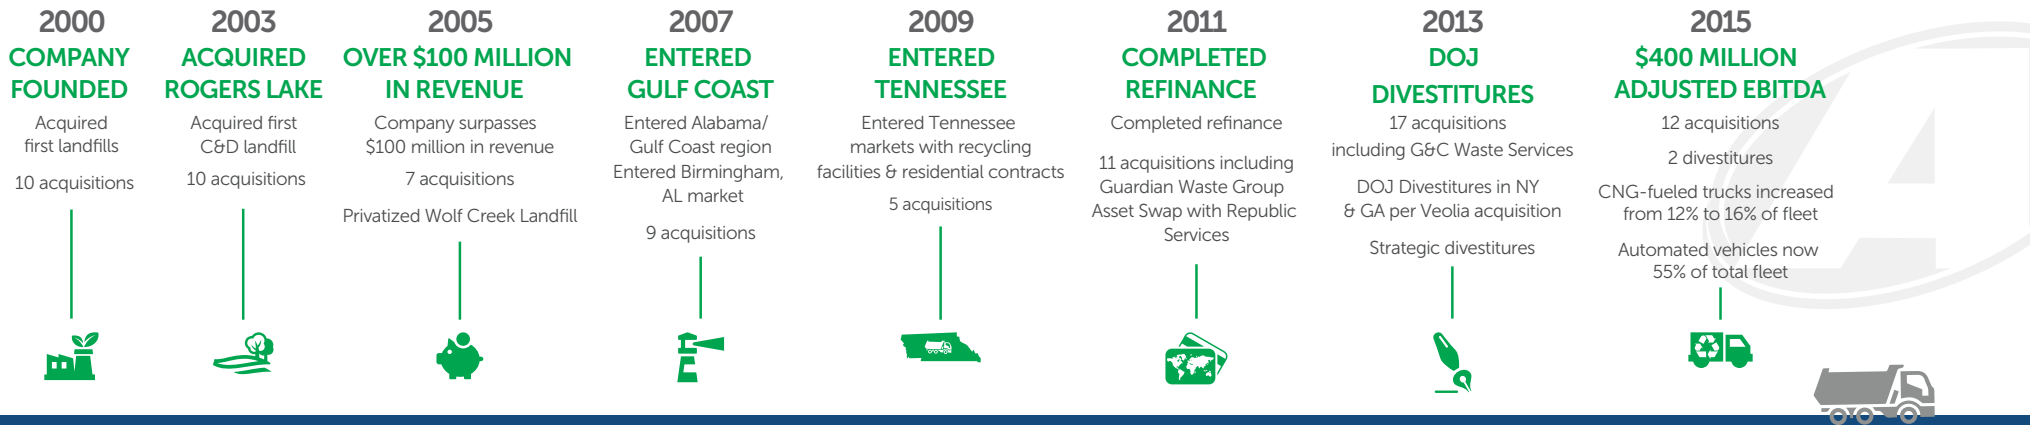 2000
COMPANY
FOUNDED
Acquired
first landfills
10 acquisitions
2003
ACQUIRED
ROGERS LAKE
Acquired first
C&D landfill
10 acquisitions
2005
OVER $100 MILLION
IN REVENUE
Company surpasses
$100 million in revenue
7 acquisitions
Privatized Wolf Creek Landfill
2007
ENTERED
GULF COAST
Entered Alabama/
Gulf Coast region
Entered Birmingham,
AL market
9 acquisitions
2009
ENTERED
TENNESSEE
Entered Tennessee
markets with recycling
facilities & residential contracts
5 acquisitions
2011
COMPLETED
REFINANCE
Completed refinance
11 acquisitions including
Guardian Waste Group
Asset Swap with Republic
Services
2013
DOJ
DIVESTITURES
17 acquisitions
including G&C Waste Services
DOJ Divestitures in NY
& GA per Veolia acquisition
Strategic divestitures
2015
$400 MILLION
ADJUSTED EBITDA
12 acquisitions
2 divestitures
CNG-fueled trucks increased
from 12% to 16% of fleet
Automated vehicles now
55% of total fleet